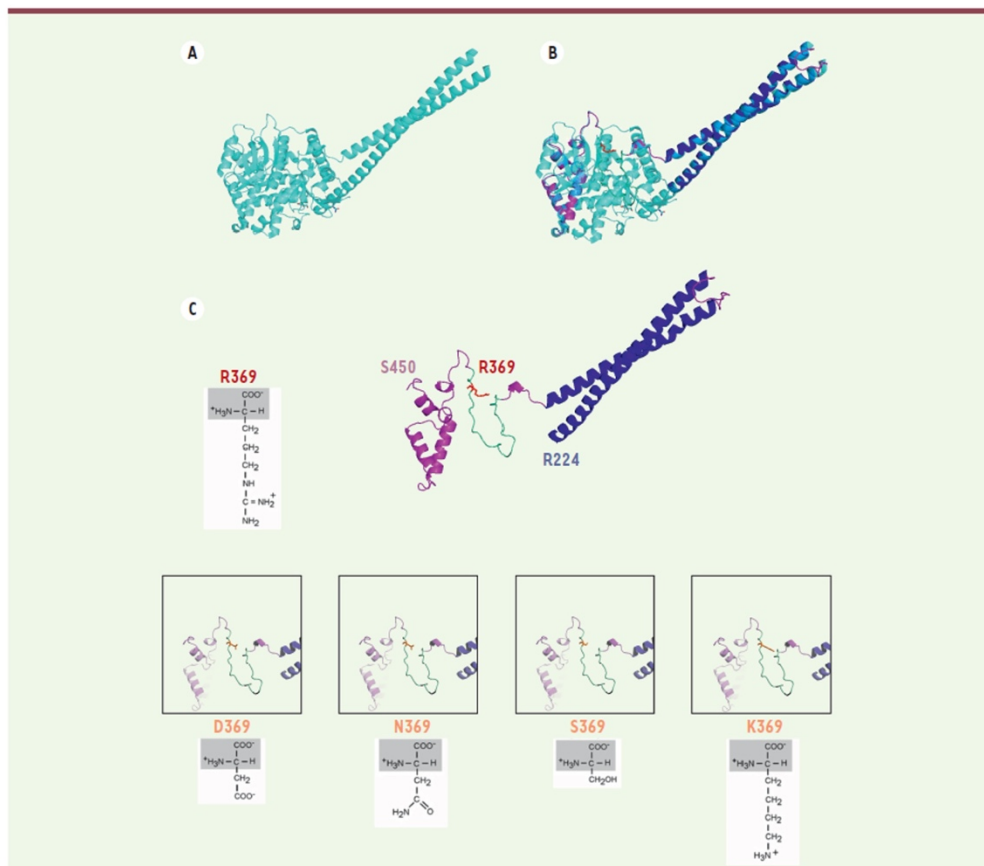 A
B
C
S450
R369
R224
R369
COO⁻
⁺H₃N–C–H
CH₂
CH₂
CH₂
NH
C=NH₂⁺
NH₂
D369
COO⁻
⁺H₃N–C–H
CH₂
COO⁻
N369
COO⁻
⁺H₃N–C–H
CH₂
C
H₂N O
S369
COO⁻
⁺H₃N–C–H
CH₂OH
K369
COO⁻
⁺H₃N–C–H
CH₂
CH₂
CH₂
CH₂
H₃N⁺